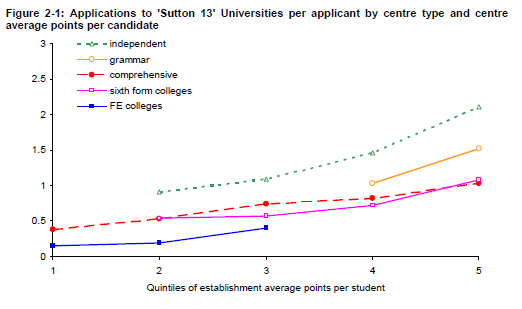 Figure 2-1: Applications to 'Sutton 13' Universities per applicant by centre type and centre
average points per candidate
3
2.5
2
1.5
1
0.5
0
independent
grammar
comprehensive
sixth form colleges
FE colleges
1 2 3 4 5
Quintiles of establishment average points per student